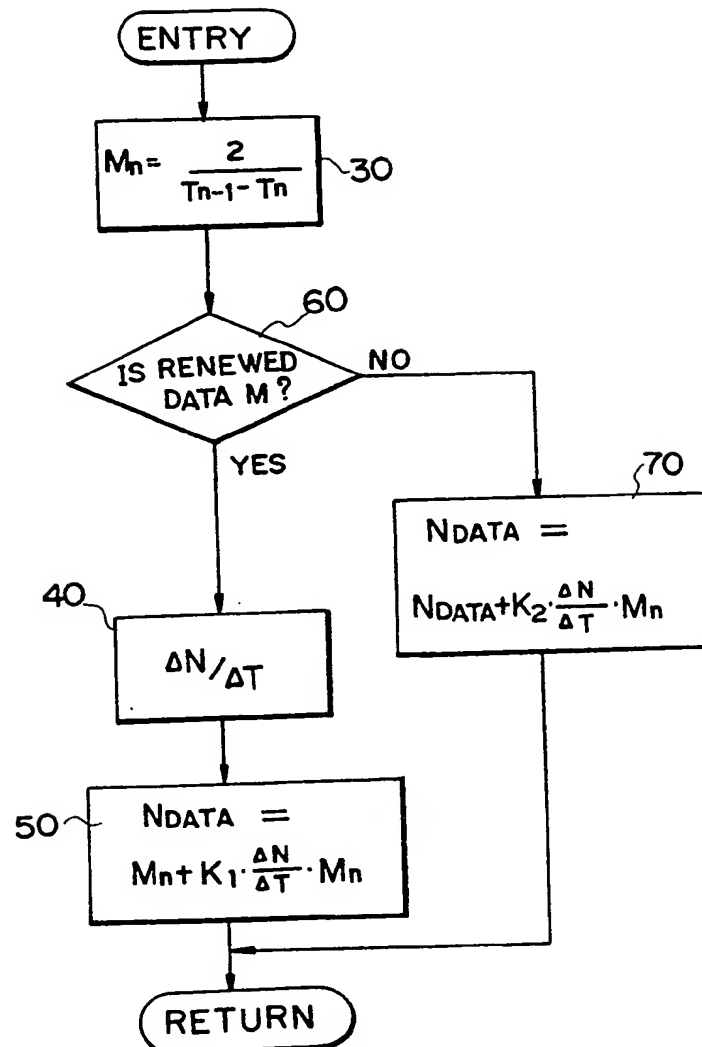 ENTRY
Mn = 2 / Tn-1 - Tn
30
60
IS RENEWED
DATA M ?
NO
YES
70
NDATA =
NDATA + K2 · ΔN/ΔT · Mn
40
ΔN/ΔT
50
NDATA =
Mn + K1 · ΔN/ΔT · Mn
RETURN